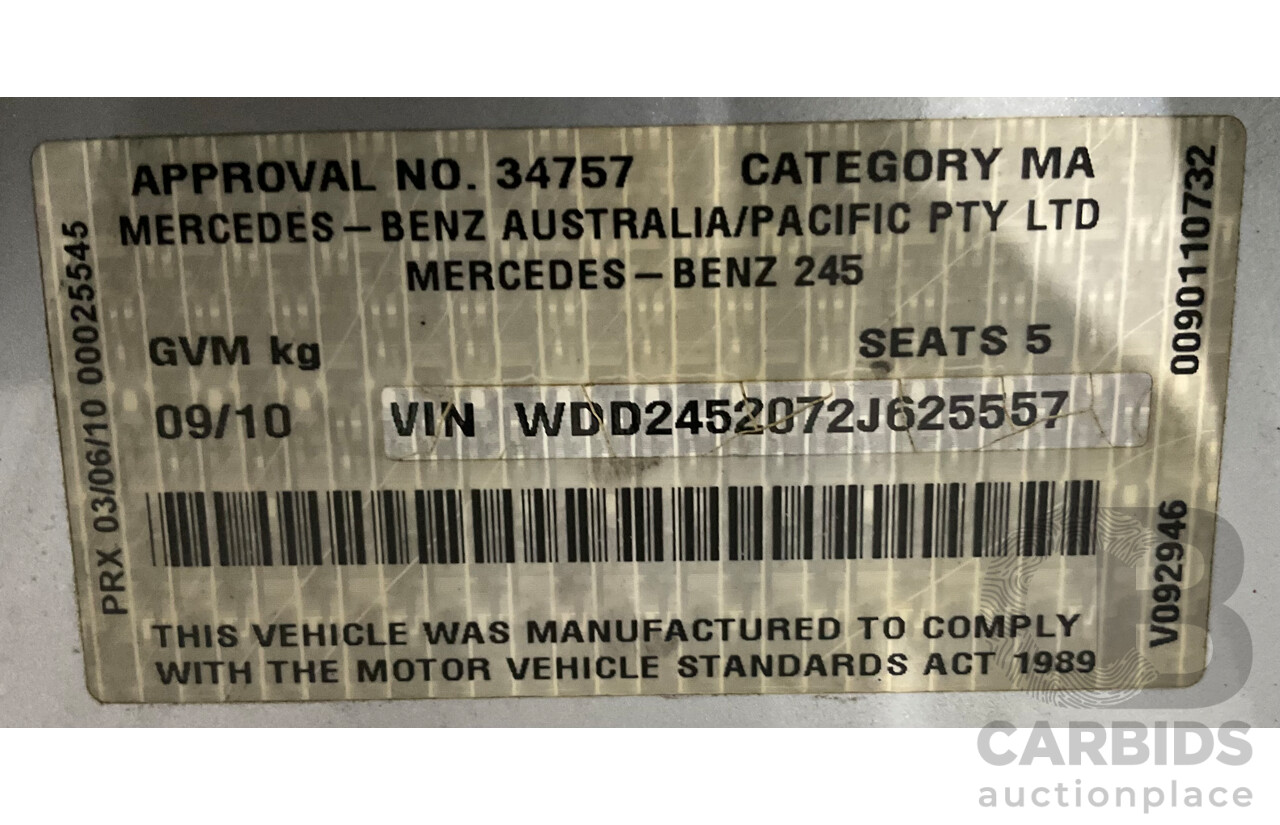 APPROVAL NO. 34757 CATEGORY MA
MERCEDES-BENZ AUSTRALIA/PACIFIC PTY LTD
MERCEDES-BENZ 245
GVM kg SEATS 5
09/10 VIN WDD2452072J625557
THIS VEHICLE WAS MANUFACTURED TO COMPLY
WITH THE MOTOR VEHICLE STANDARDS ACT 1989
PRX 03/06/10 00025545
00901107732
V092946
CARBIDS
auctionplace